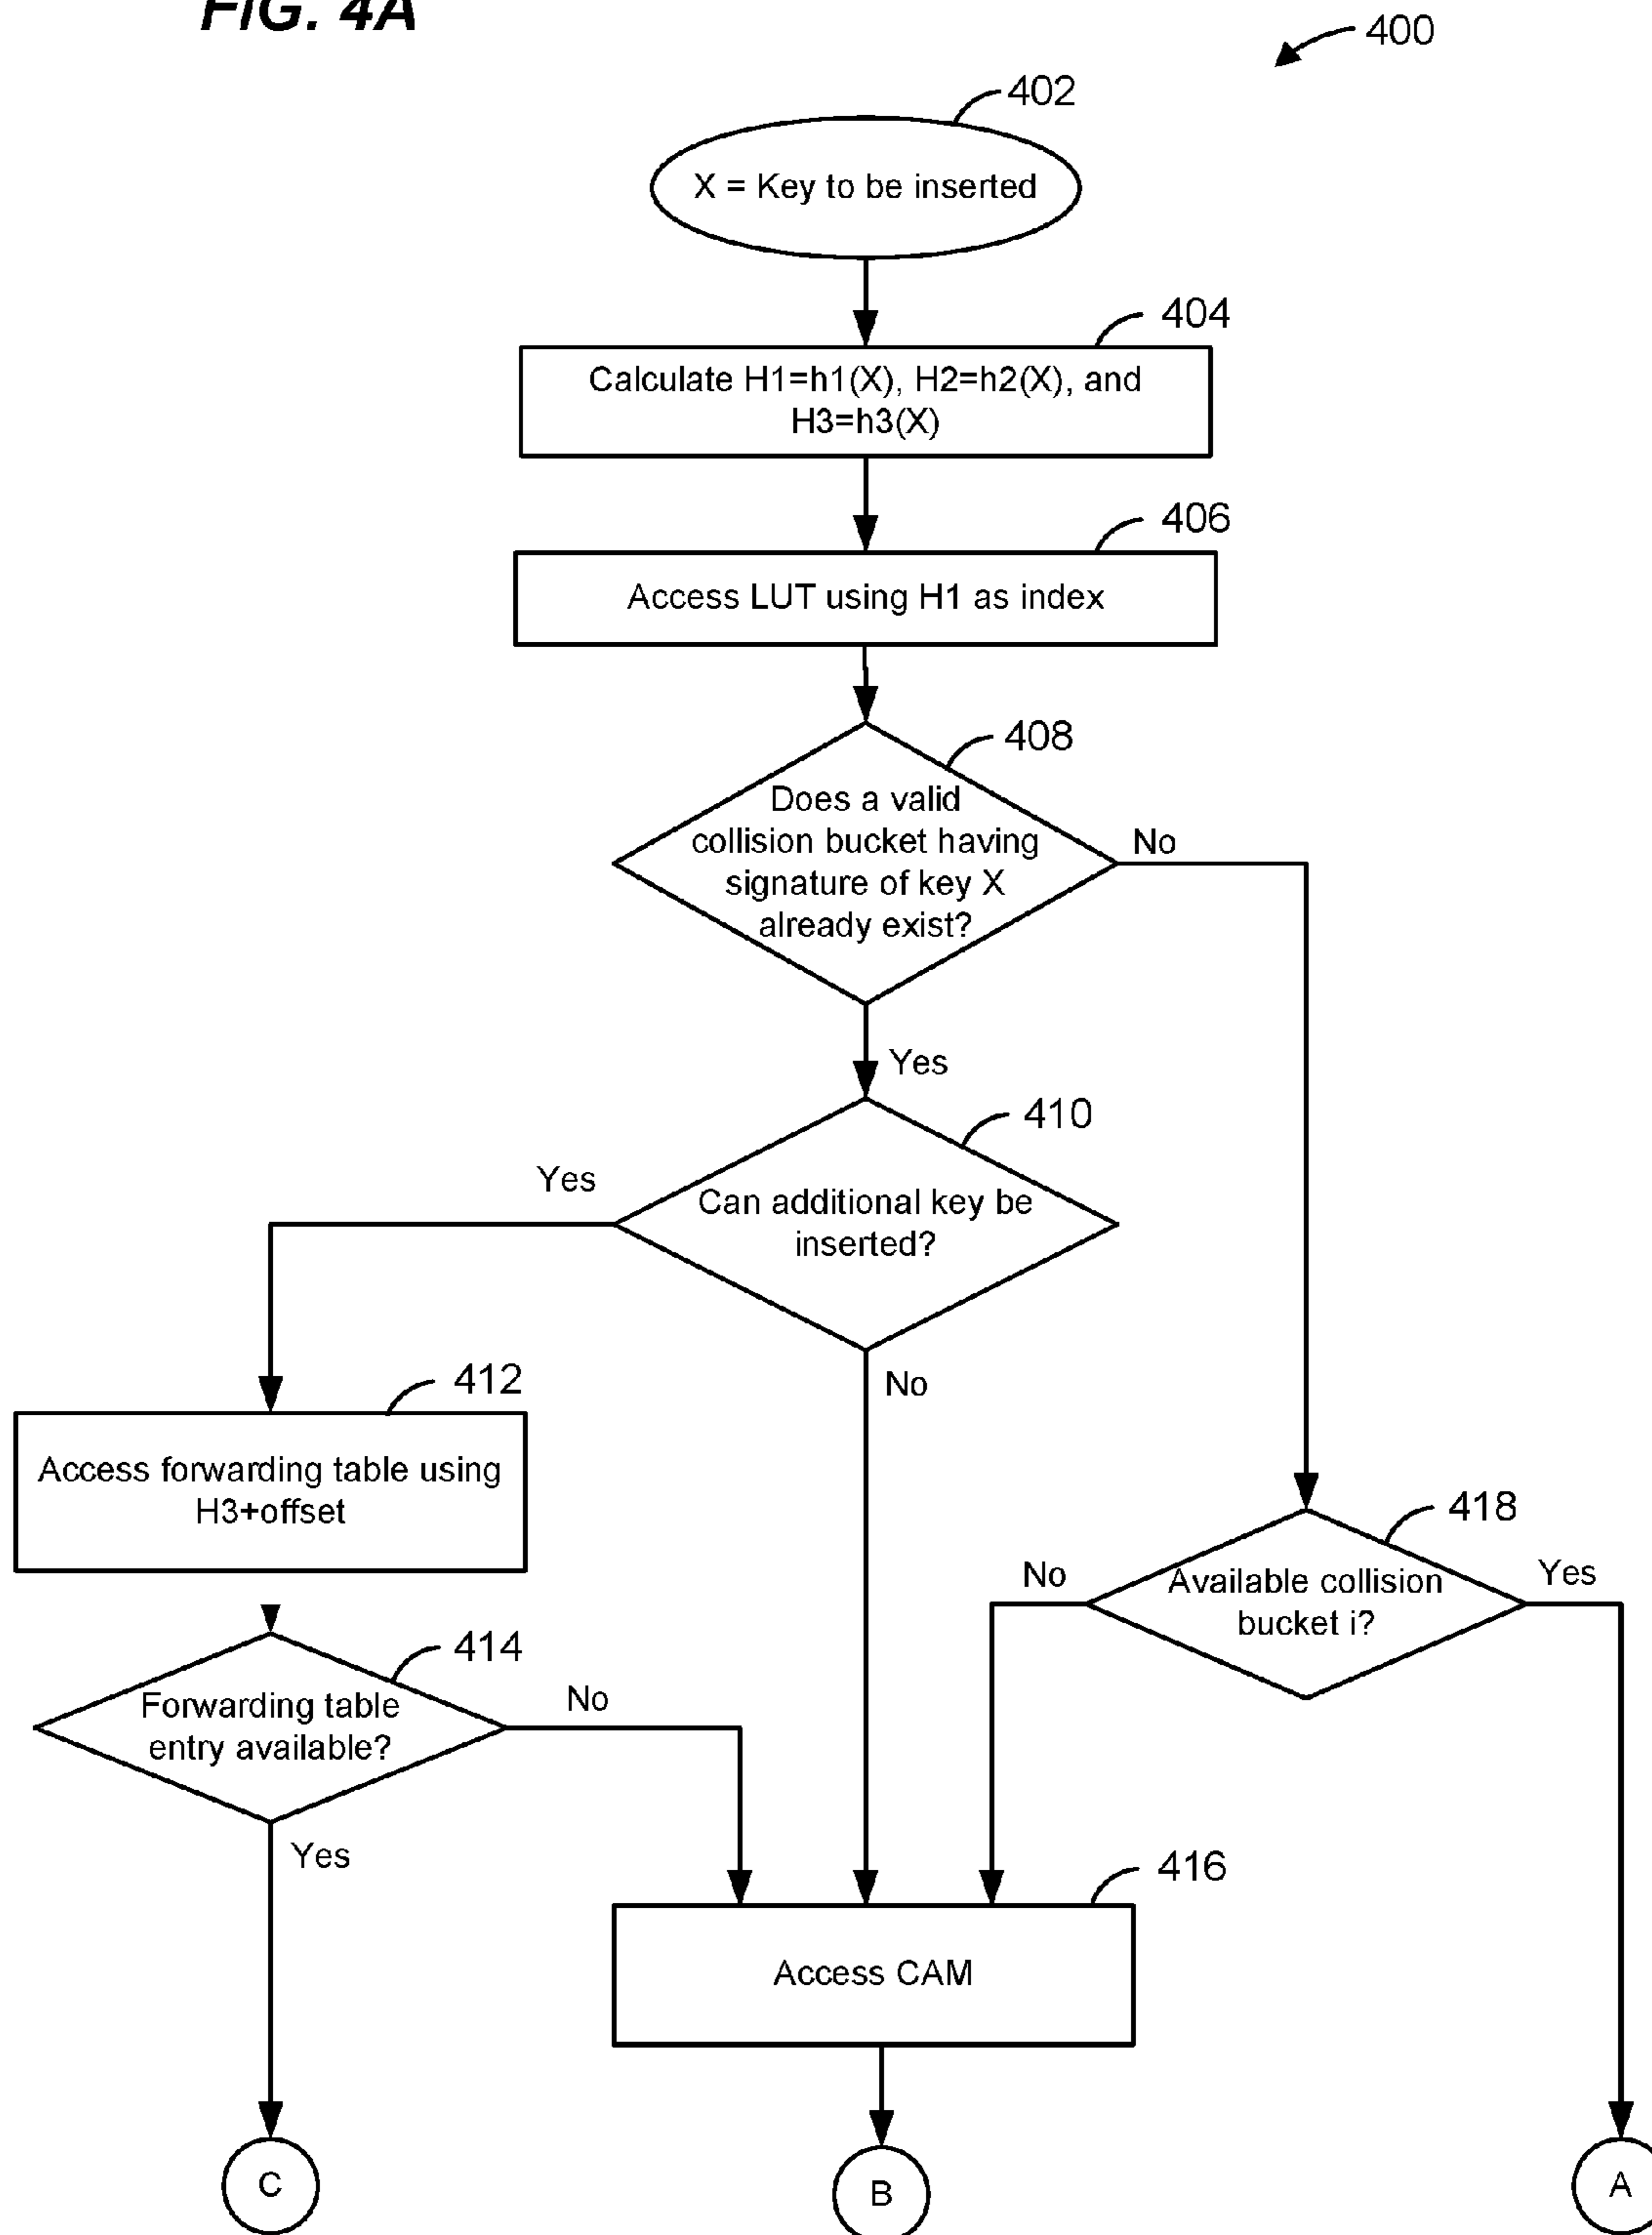 FIG. 4A
400
402
X = Key to be inserted
404
Calculate H1=h1(X), H2=h2(X), and
H3=h3(X)
406
Access LUT using H1 as index
408
Does a valid
collision bucket having
signature of key X
already exist?
No
Yes
410
Yes
Can additional key be
inserted?
No
412
Access forwarding table using
H3+offset
418
No
Available collision
bucket i?
Yes
414
Forwarding table
entry available?
No
Yes
416
Access CAM
C
B
A